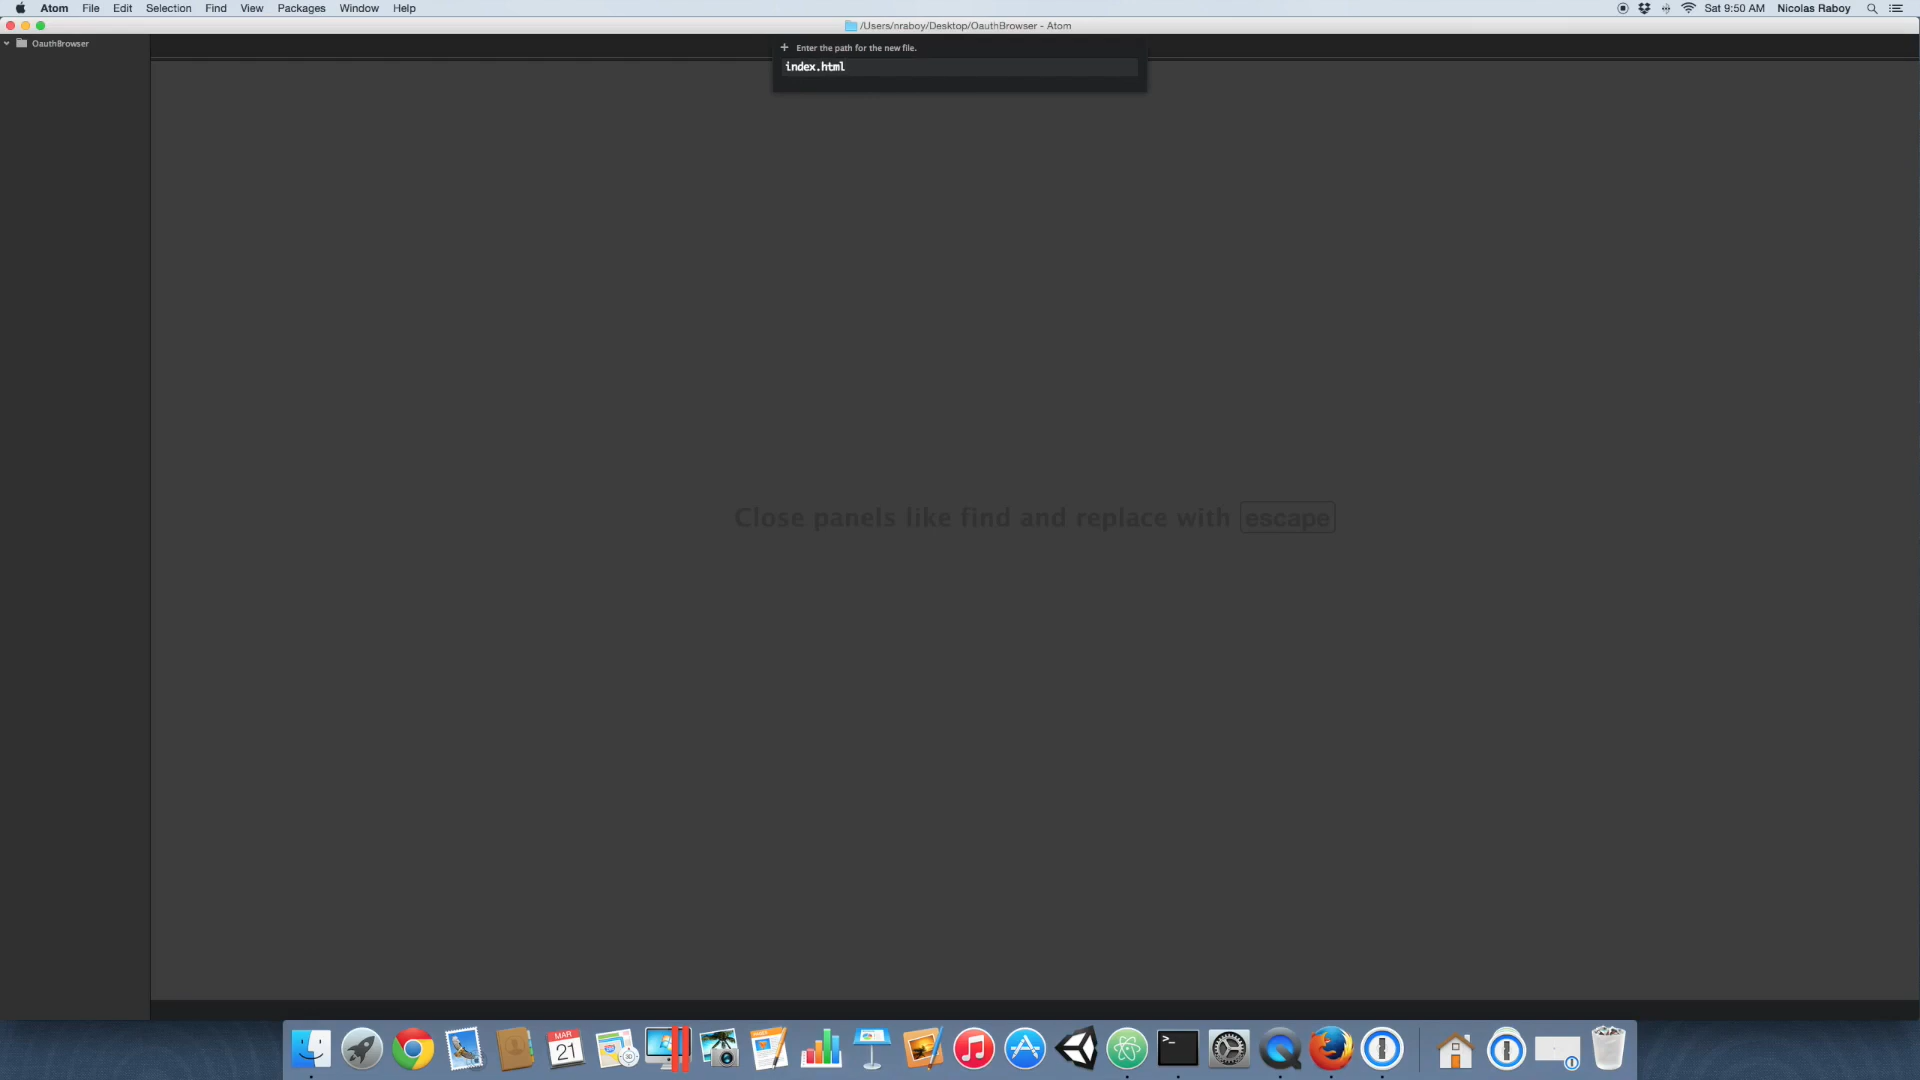 Atom File Edit Selection Find View Packages Window Help Sat 9:50 AM Nicolas Raboy
/Users/nraboy/Desktop/OauthBrowser - Atom
OauthBrowser
Enter the path for the new file.
index.html
Close panels like find and replace with escape
MAR
21